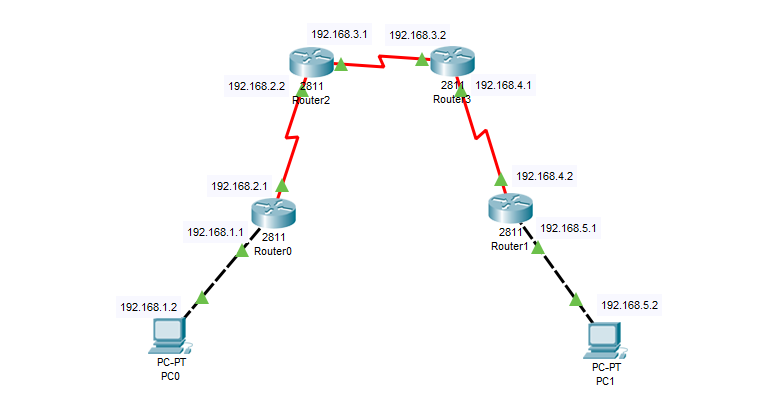 192.168.3.1
192.168.3.2
192.168.2.2
2811
Router2
2811
Router3
192.168.4.1
192.168.2.1
192.168.4.2
192.168.1.1
2811
Router0
2811
Router1
192.168.5.1
192.168.1.2
192.168.5.2
PC-PT
PC0
PC-PT
PC1